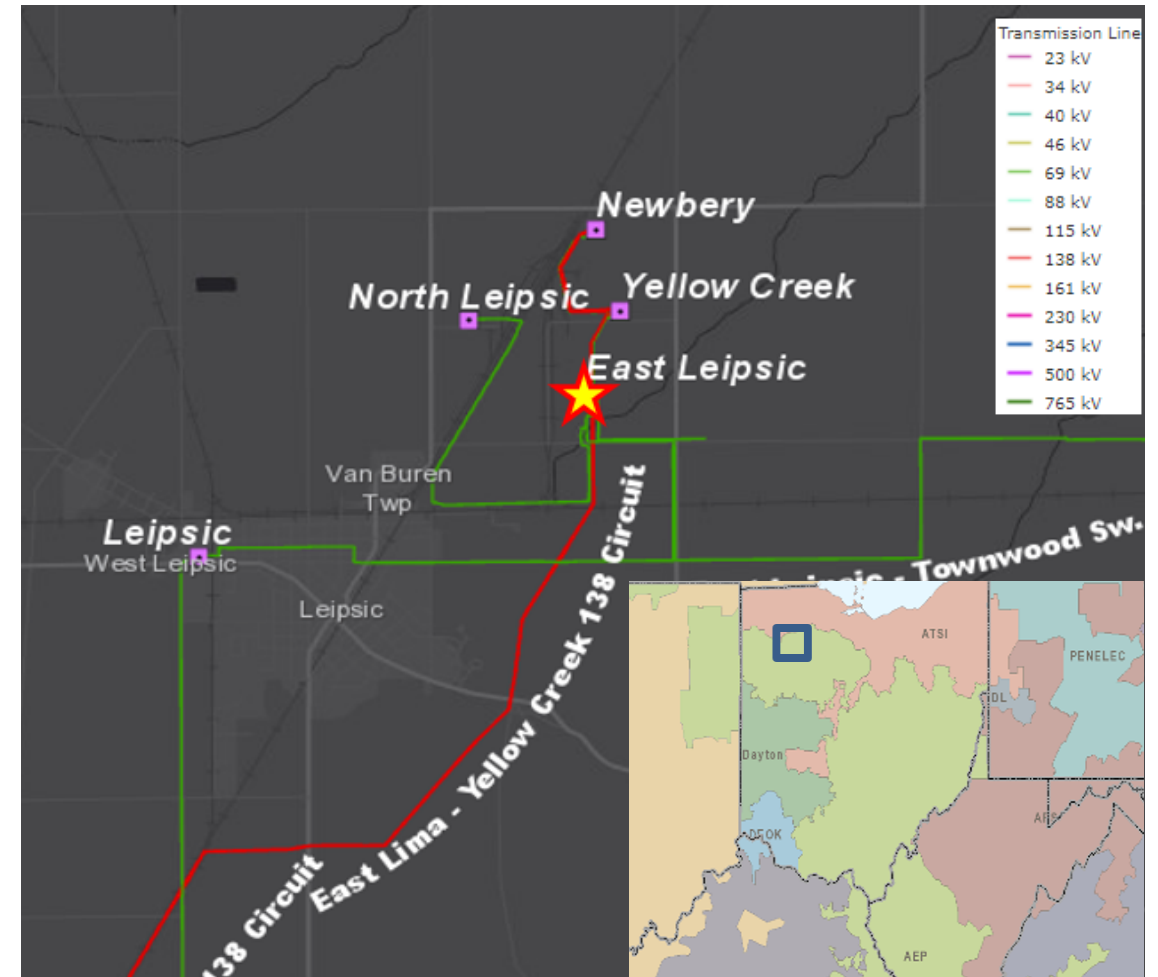 Transmission Line
23 kV
34 kV
40 kV
46 kV
69 kV
88 kV
115 kV
138 kV
161 kV
230 kV
345 kV
500 kV
765 kV
Newbery
Yellow Creek
North Leipsic
East Leipsic
Van Buren
Twp
Leipsic
West Leipsic
Leipsic
East Lima - Yellow Creek 138 Circuit
138 Circuit
- Townwood Sw.
ATSI
PENELEC
DL
Dayton
DEOK
AEP